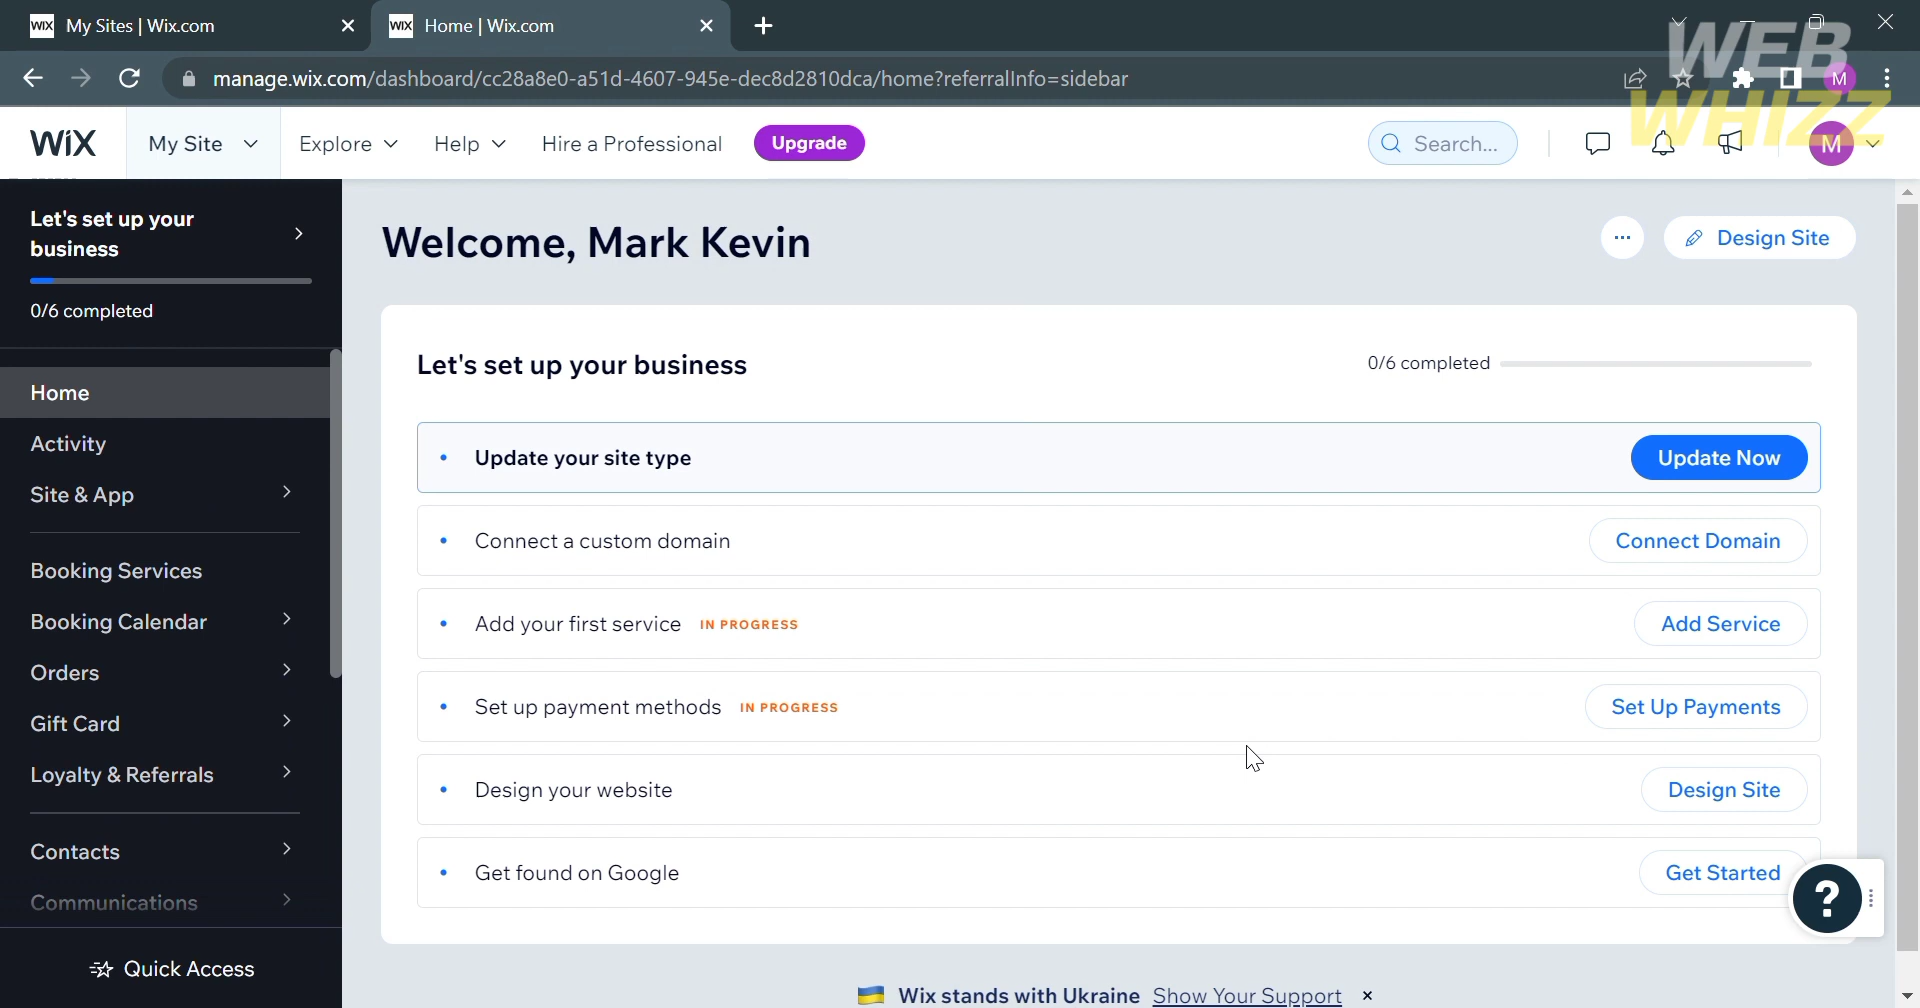 WiX My Sites | Wix.com
WiX Home | Wix.com
manage.wix.com/dashboard/cc28a8e0-a51d-4607-945e-dec8d2810dca/home?referralInfo=sidebar
M
WEB
WHIZZ
WiX
My Site
Explore
Help
Hire a Professional
Upgrade
Search...
M
Let's set up your
business
0/6 completed
Home
Activity
Site & App
Booking Services
Booking Calendar
Orders
Gift Card
Loyalty & Referrals
Contacts
Communications
Quick Access
Welcome, Mark Kevin
Design Site
Let's set up your business
0/6 completed
Update your site type
Update Now
Connect a custom domain
Connect Domain
Add your first service IN PROGRESS
Add Service
Set up payment methods IN PROGRESS
Set Up Payments
Design your website
Design Site
Get found on Google
Get Started
?
Wix stands with Ukraine Show Your Support